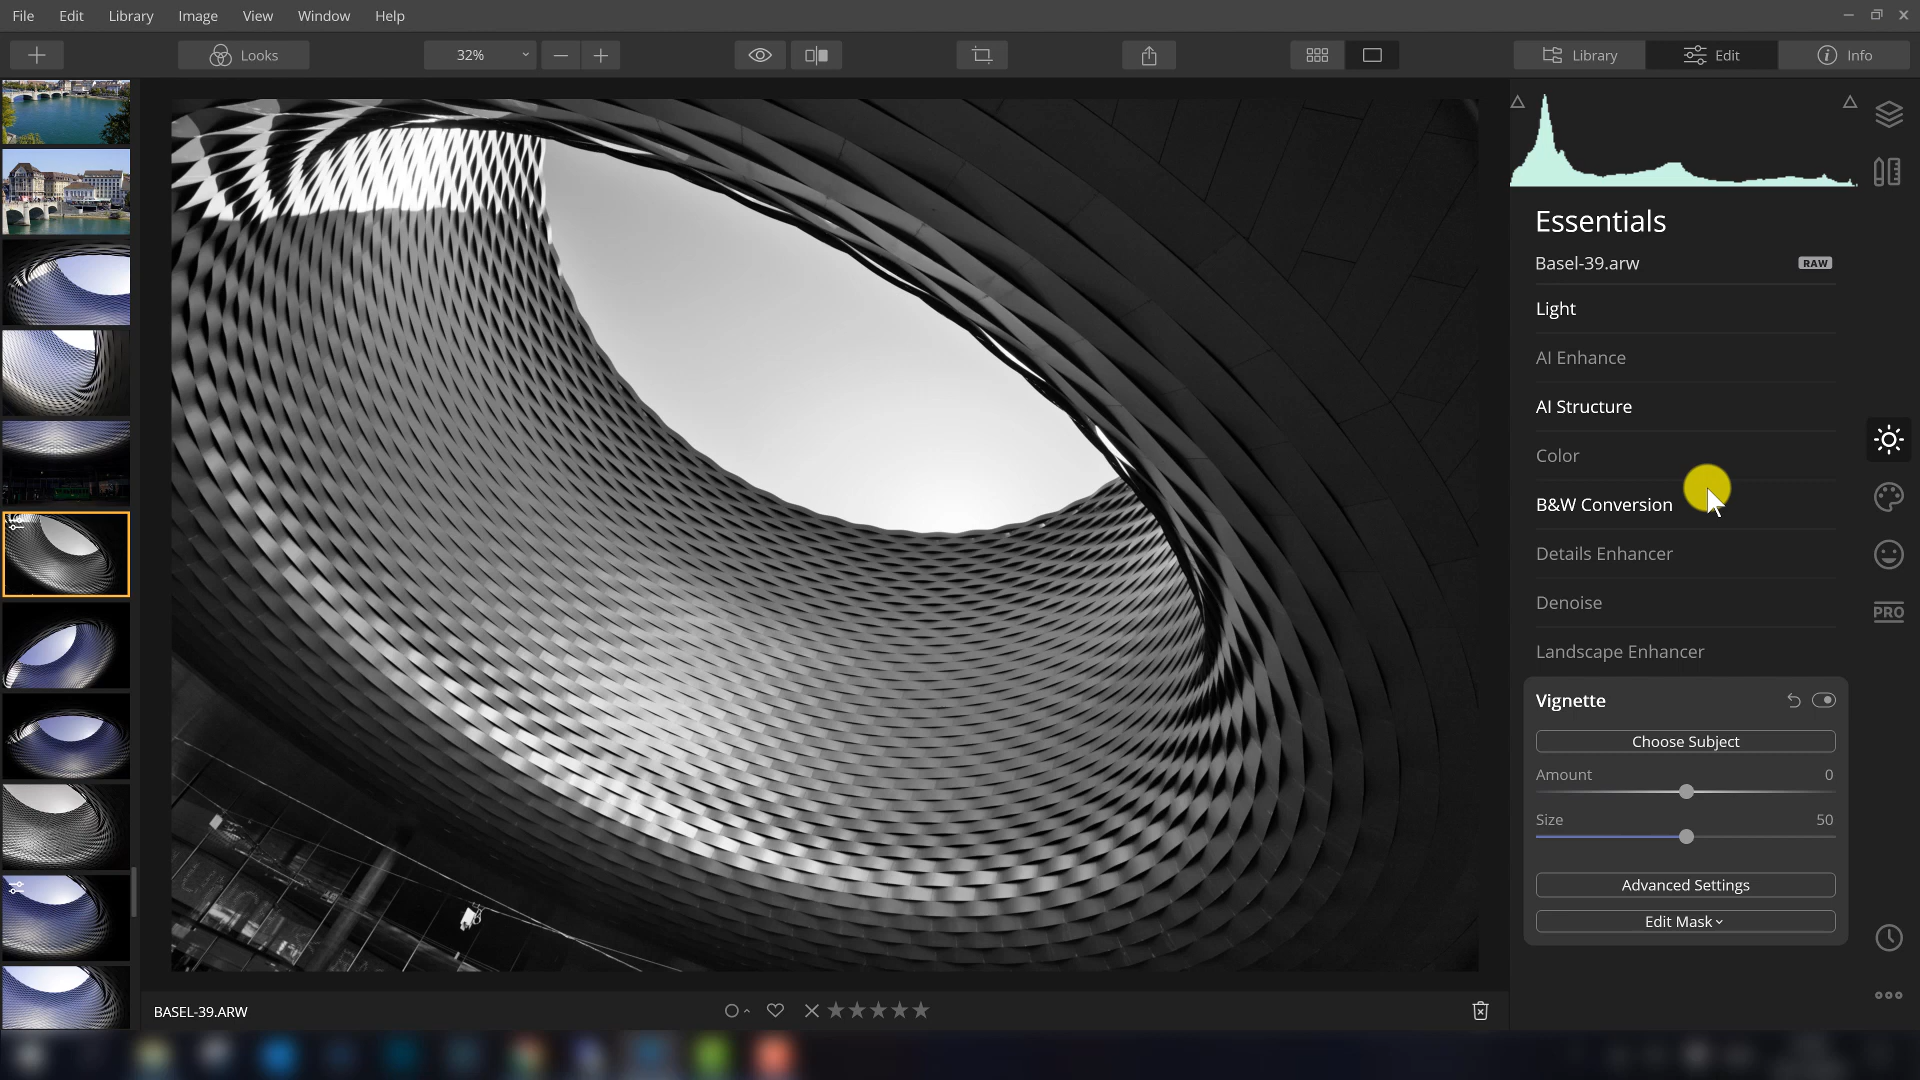 File Edit Library Image View Window Help
Looks 32% Library Edit Info
Essentials
Basel-39.arw RAW
Light
AI Enhance
AI Structure
Color
B&W Conversion
Details Enhancer
PRO
Denoise
Landscape Enhancer
Vignette
Choose Subject
Amount 0
Size 50
Advanced Settings
Edit Mask
BASEL-39.ARW